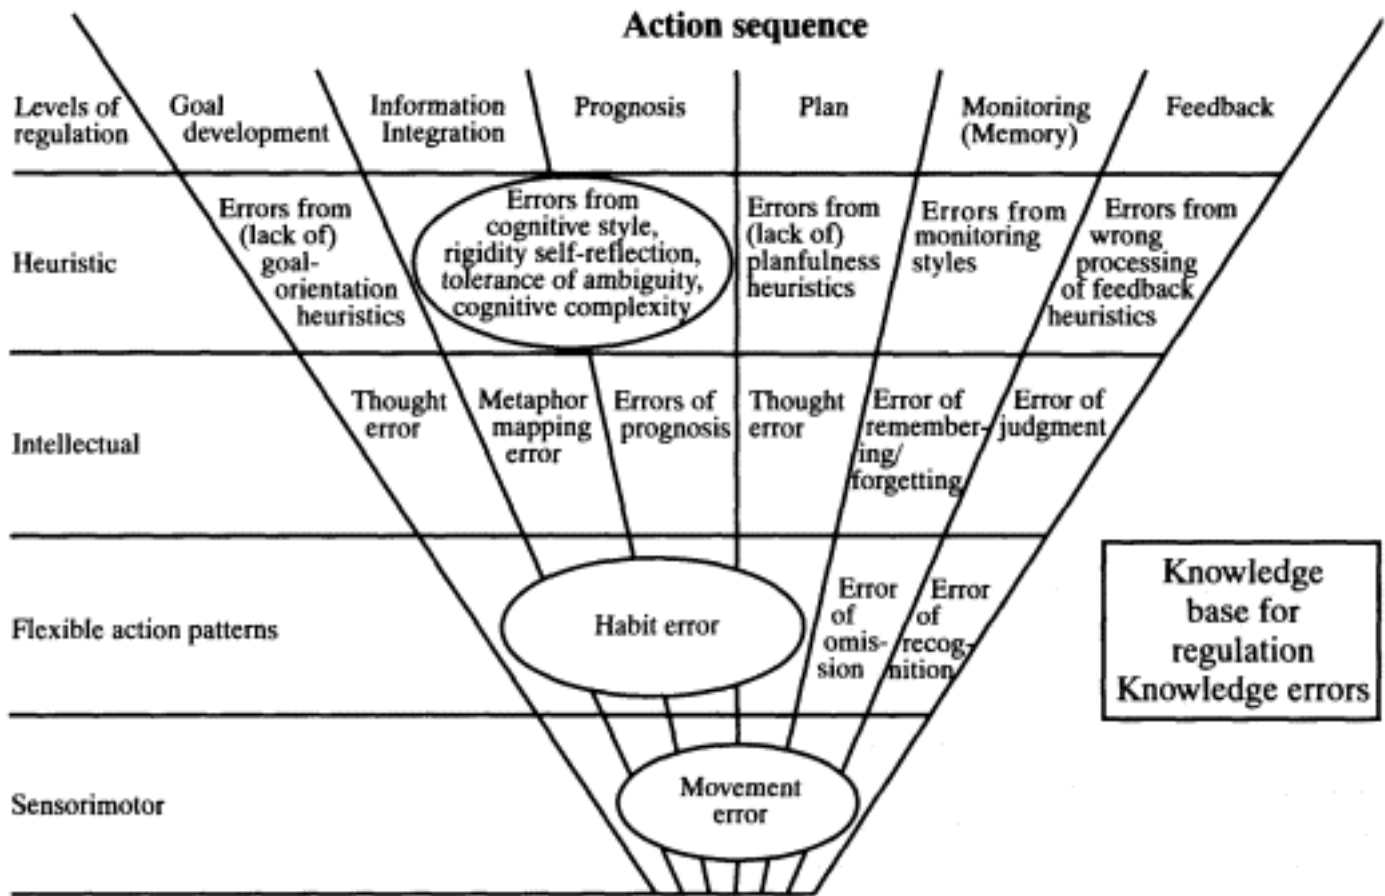 Action sequence
Levels of
regulation
Goal
development
Information
Integration
Prognosis
Plan
Monitoring
(Memory)
Feedback
Heuristic
Errors from
(lack of)
goal-
orientation
heuristics
Errors from
cognitive style,
rigidity self-reflection,
tolerance of ambiguity,
cognitive complexity
Errors from
(lack of)
planfulness
heuristics
Errors from
monitoring
styles
Errors from
wrong
processing
of feedback
heuristics
Intellectual
Thought
error
Metaphor
mapping
error
Errors of
prognosis
Thought
error
Error of
remember-
ing/
forgetting
Error of
judgment
Flexible action patterns
Habit error
Error
of
omis-
sion
Error
of
recog-
nition
Knowledge
base for
regulation
Knowledge errors
Sensorimotor
Movement
error